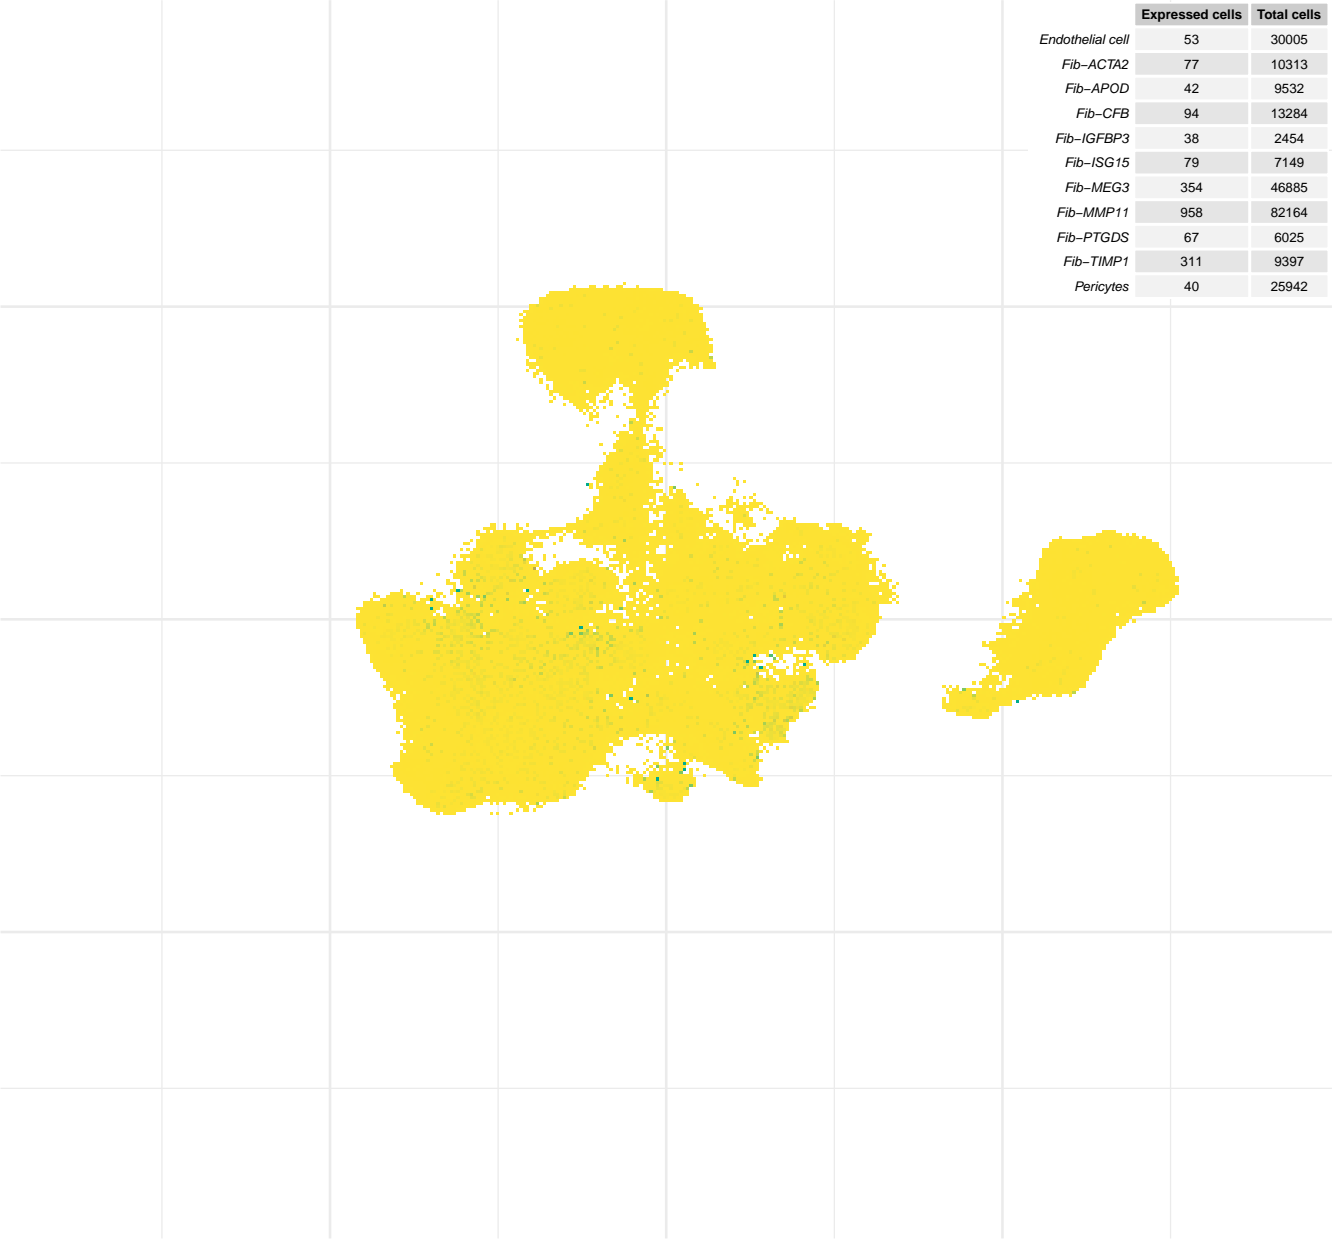 Expressed cells Total cells
Endothelial cell 53 30005
Fib−ACTA2 77 10313
Fib−APOD 42 9532
Fib−CFB 94 13284
Fib−IGFBP3 38 2454
Fib−ISG15 79 7149
Fib−MEG3 354 46885
Fib−MMP11 958 82164
Fib−PTGDS 67 6025
Fib−TIMP1 311 9397
Pericytes 40 25942